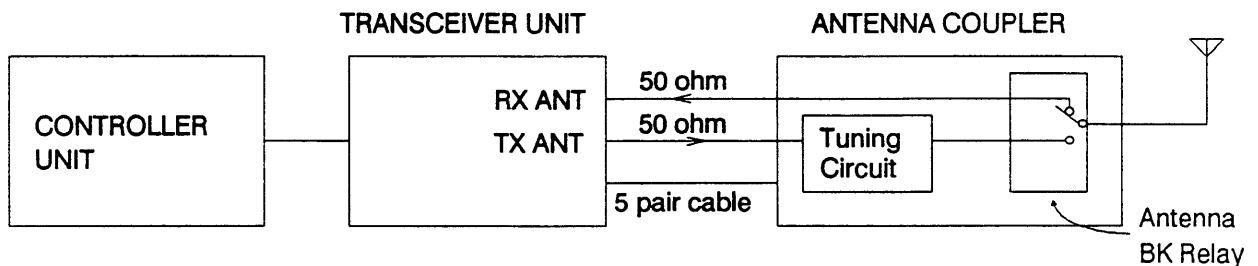 TRANSCEIVER UNIT
ANTENNA COUPLER
CONTROLLER
UNIT
RX ANT
TX ANT
50 ohm
50 ohm
5 pair cable
Tuning
Circuit
Antenna
BK Relay